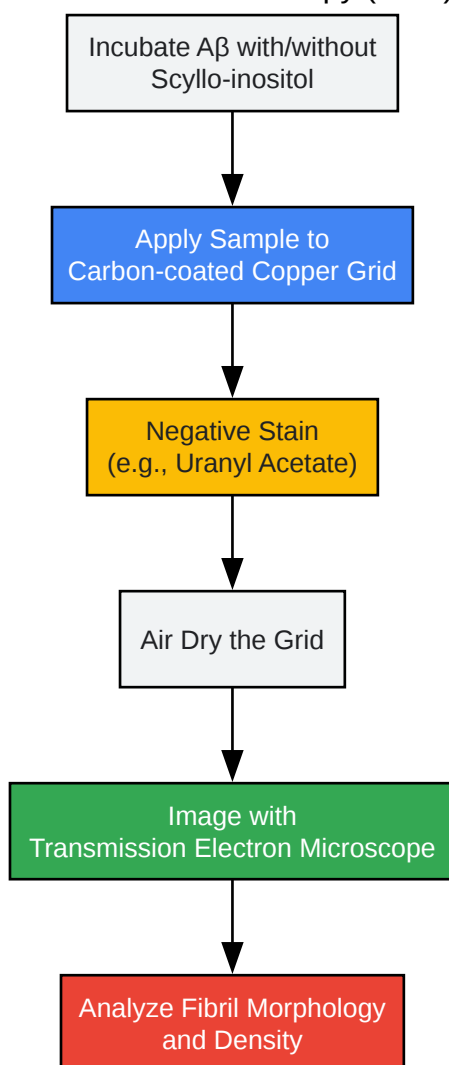 Incubate Aβ with/without
Scyllo-inositol
Apply Sample to
Carbon-coated Copper Grid
Negative Stain
(e.g., Uranyl Acetate)
Air Dry the Grid
Image with
Transmission Electron Microscope
Analyze Fibril Morphology
and Density